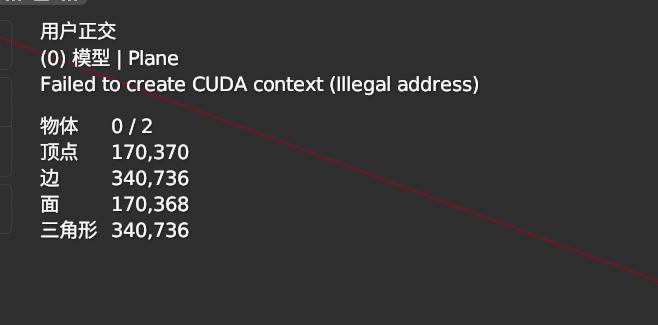 用户正交
(0) 模型 | Plane
Failed to create CUDA context (Illegal address)
物体 0 / 2
顶点 170,370
边 340,736
面 170,368
三角形 340,736